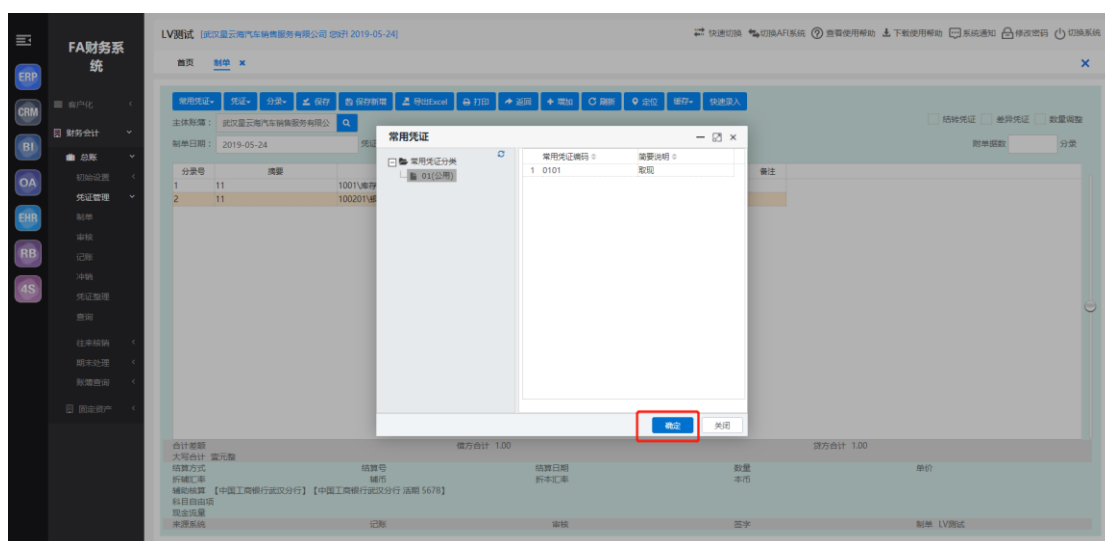 LV测试 [武汉星云海汽车销售服务有限公司 您好! 2019-05-24]
快速切换 切换AR系统 查看使用帮助 下载使用帮助 系统通知 修改密码 切换系统
FA财务系统
首页 制单 ×
ERP
CRM
BI
OA
EHR
RB
4S
客户化
财务会计
总账
初始设置
凭证管理
制单
审核
记账
冲销
凭证整理
查询
往来核销
期末处理
账簿查询
固定资产
常用凭证 凭证 分录 保存 保存新增 导出Excel 打印 返回 增加 刷新 定位 缓存 快速录入
主体账簿： 武汉星云海汽车销售服务有限公
结转凭证 差异凭证 数量调整
制单日期： 2019-05-24 凭证
附单据数 分录
分录号 摘要 备注
1 11 1001\库存
2 11 100201\银
常用凭证
常用凭证分类
01(公用)
常用凭证编码 简要说明
1 0101 取现
确定 关闭
合计差额 借方合计 1.00 贷方合计 1.00
大写合计 壹元整
结算方式 结算号 结算日期 数量 单价
折辅汇率 辅币 折本汇率 本币
辅助核算 【中国工商银行武汉分行】【中国工商银行武汉分行 活期 5678】
科目自由项
现金流量
来源系统 记账 审核 签字 制单 LV测试